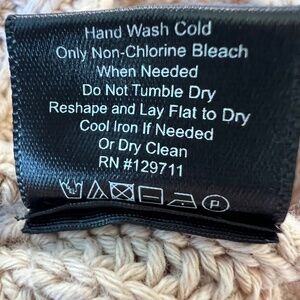 Hand Wash Cold
Only Non-Chlorine Bleach
When Needed
Do Not Tumble Dry
Reshape and Lay Flat to Dry
Cool Iron If Needed
Or Dry Clean
RN #129711
P